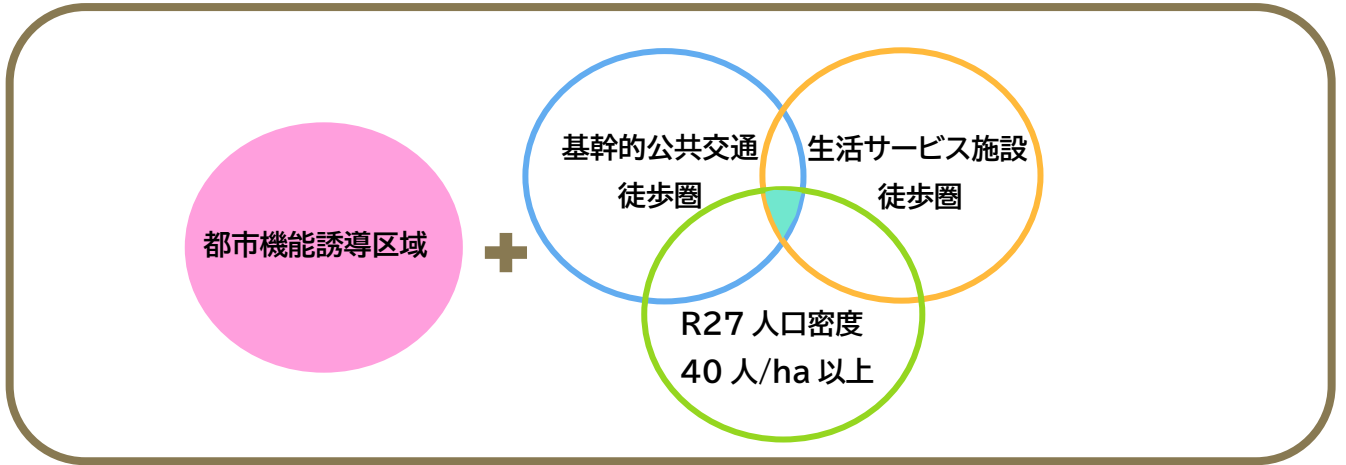 都市機能誘導区域
基幹的公共交通
徒歩圏
生活サービス施設
徒歩圏
R27 人口密度
40 人/ha 以上